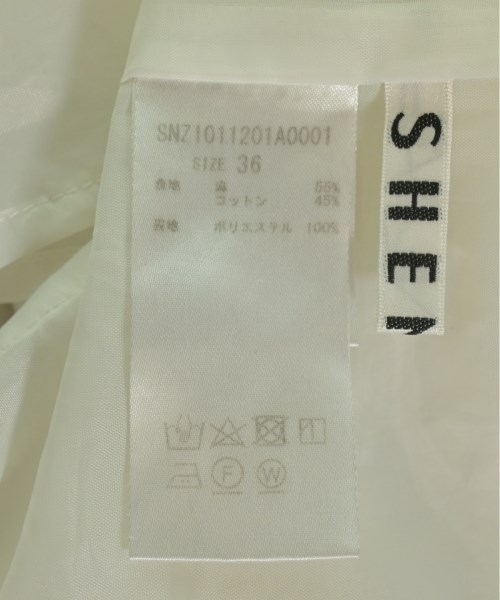 SNZ1011201A0001
SIZE 36
表地 麻 55%
コットン 45%
裏地 ポリエステル 100%
F
W
SHEN